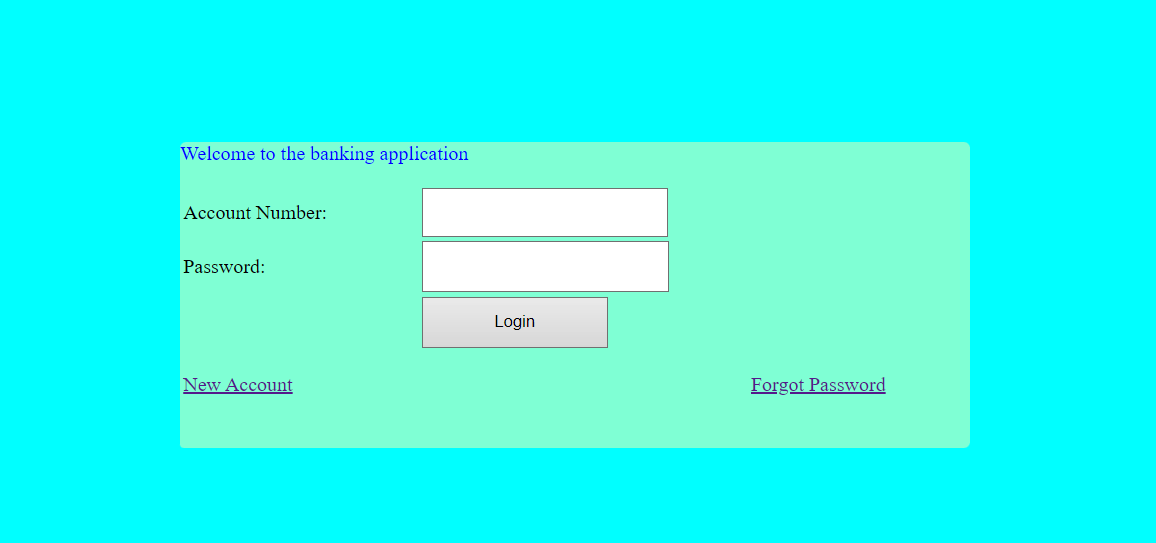 Welcome to the banking application
Account Number:
Password:
Login
New Account
Forgot Password